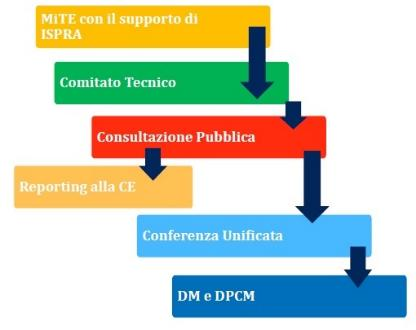 MiTE con il supporto di
ISPRA
Comitato Tecnico
Consultazione Pubblica
Reporting alla CE
Conferenza Unificata
DM e DPCM